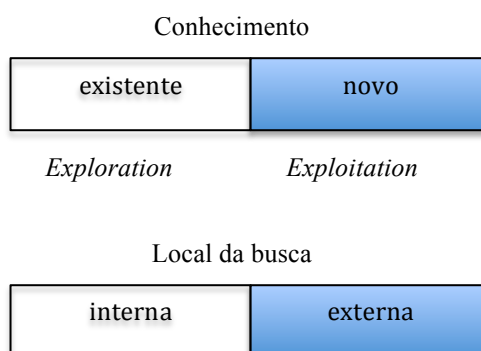 Conhecimento
existente novo
Exploration Exploitation
Local da busca
interna externa